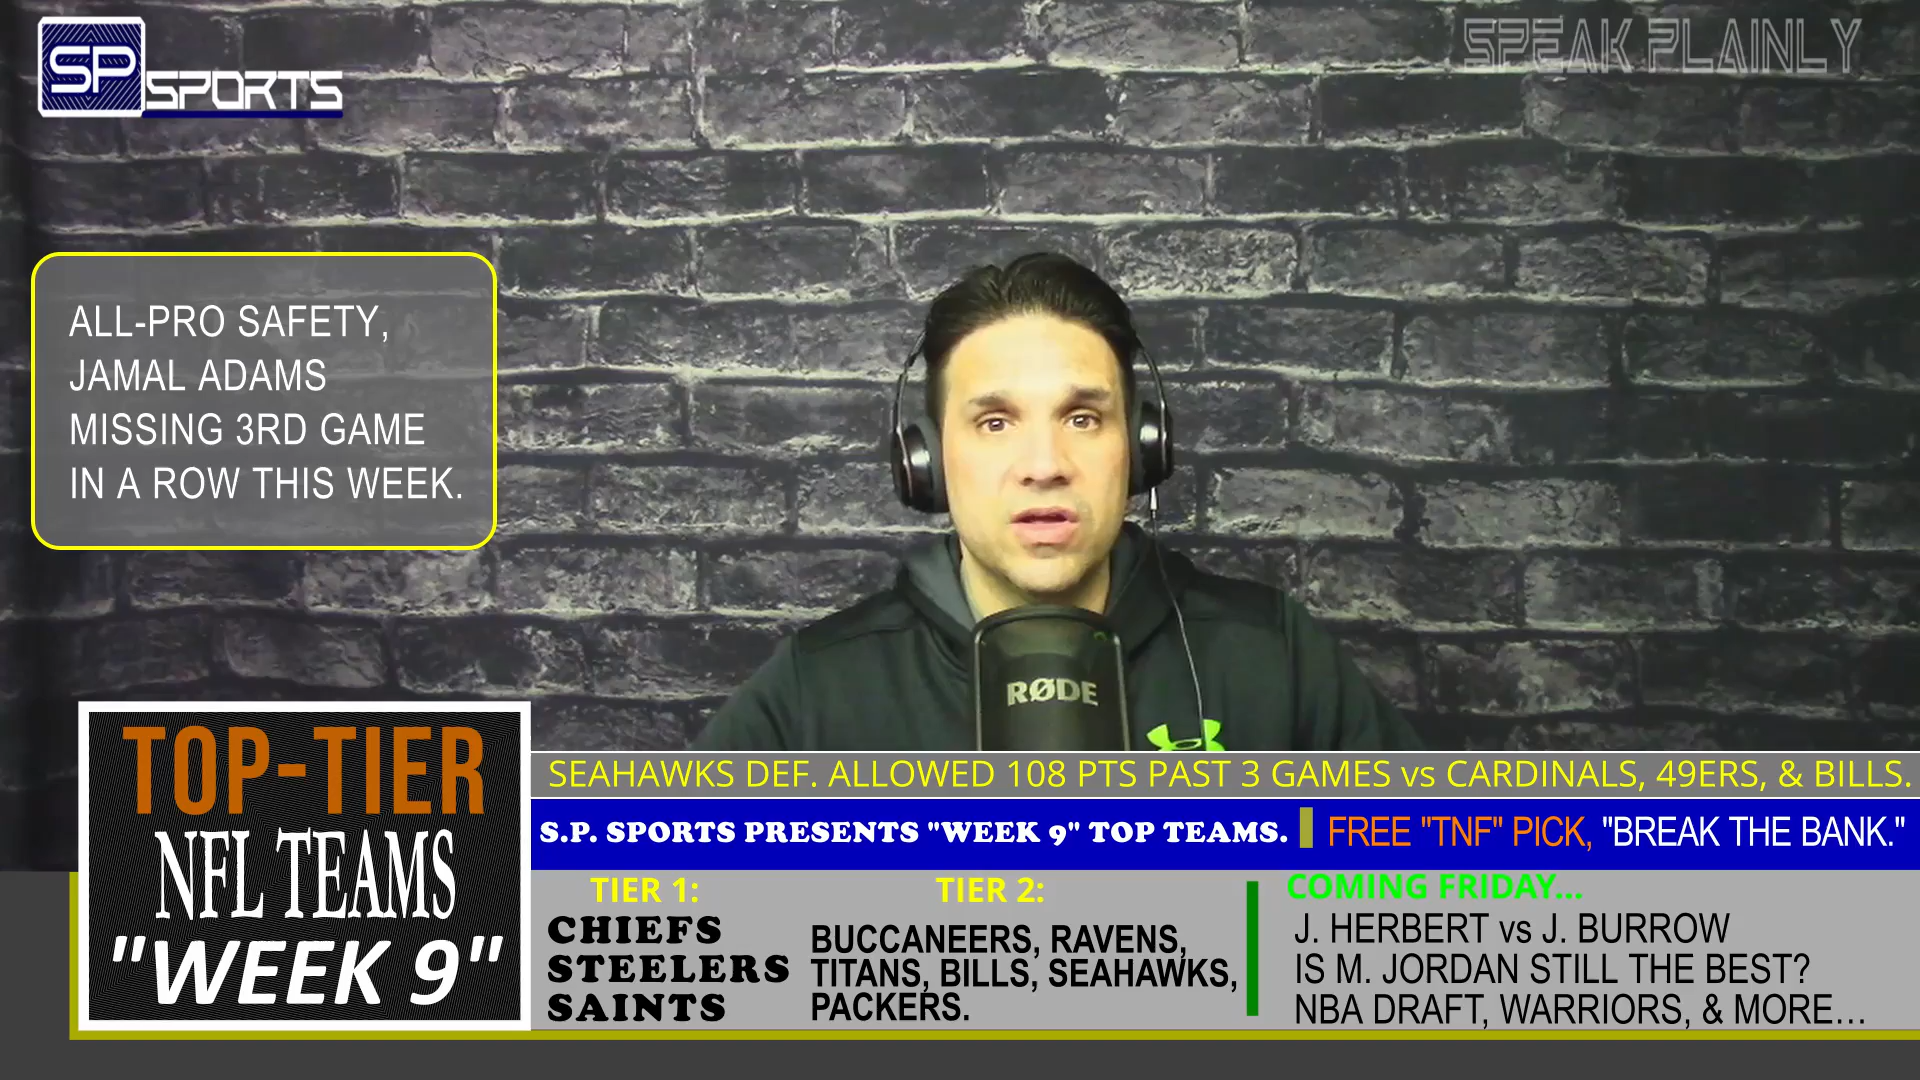 SP SPORTS
SPEAK PLAINLY
ALL-PRO SAFETY,
JAMAL ADAMS
MISSING 3RD GAME
IN A ROW THIS WEEK.
RØDE
TOP-TIER
NFL TEAMS
"WEEK 9"
SEAHAWKS DEF. ALLOWED 108 PTS PAST 3 GAMES vs CARDINALS, 49ERS, & BILLS.
S.P. SPORTS PRESENTS "WEEK 9" TOP TEAMS.
FREE "TNF" PICK, "BREAK THE BANK."
TIER 1:
CHIEFS
STEELERS
SAINTS
TIER 2:
BUCCANEERS, RAVENS,
TITANS, BILLS, SEAHAWKS,
PACKERS.
COMING FRIDAY...
J. HERBERT vs J. BURROW
IS M. JORDAN STILL THE BEST?
NBA DRAFT, WARRIORS, & MORE...